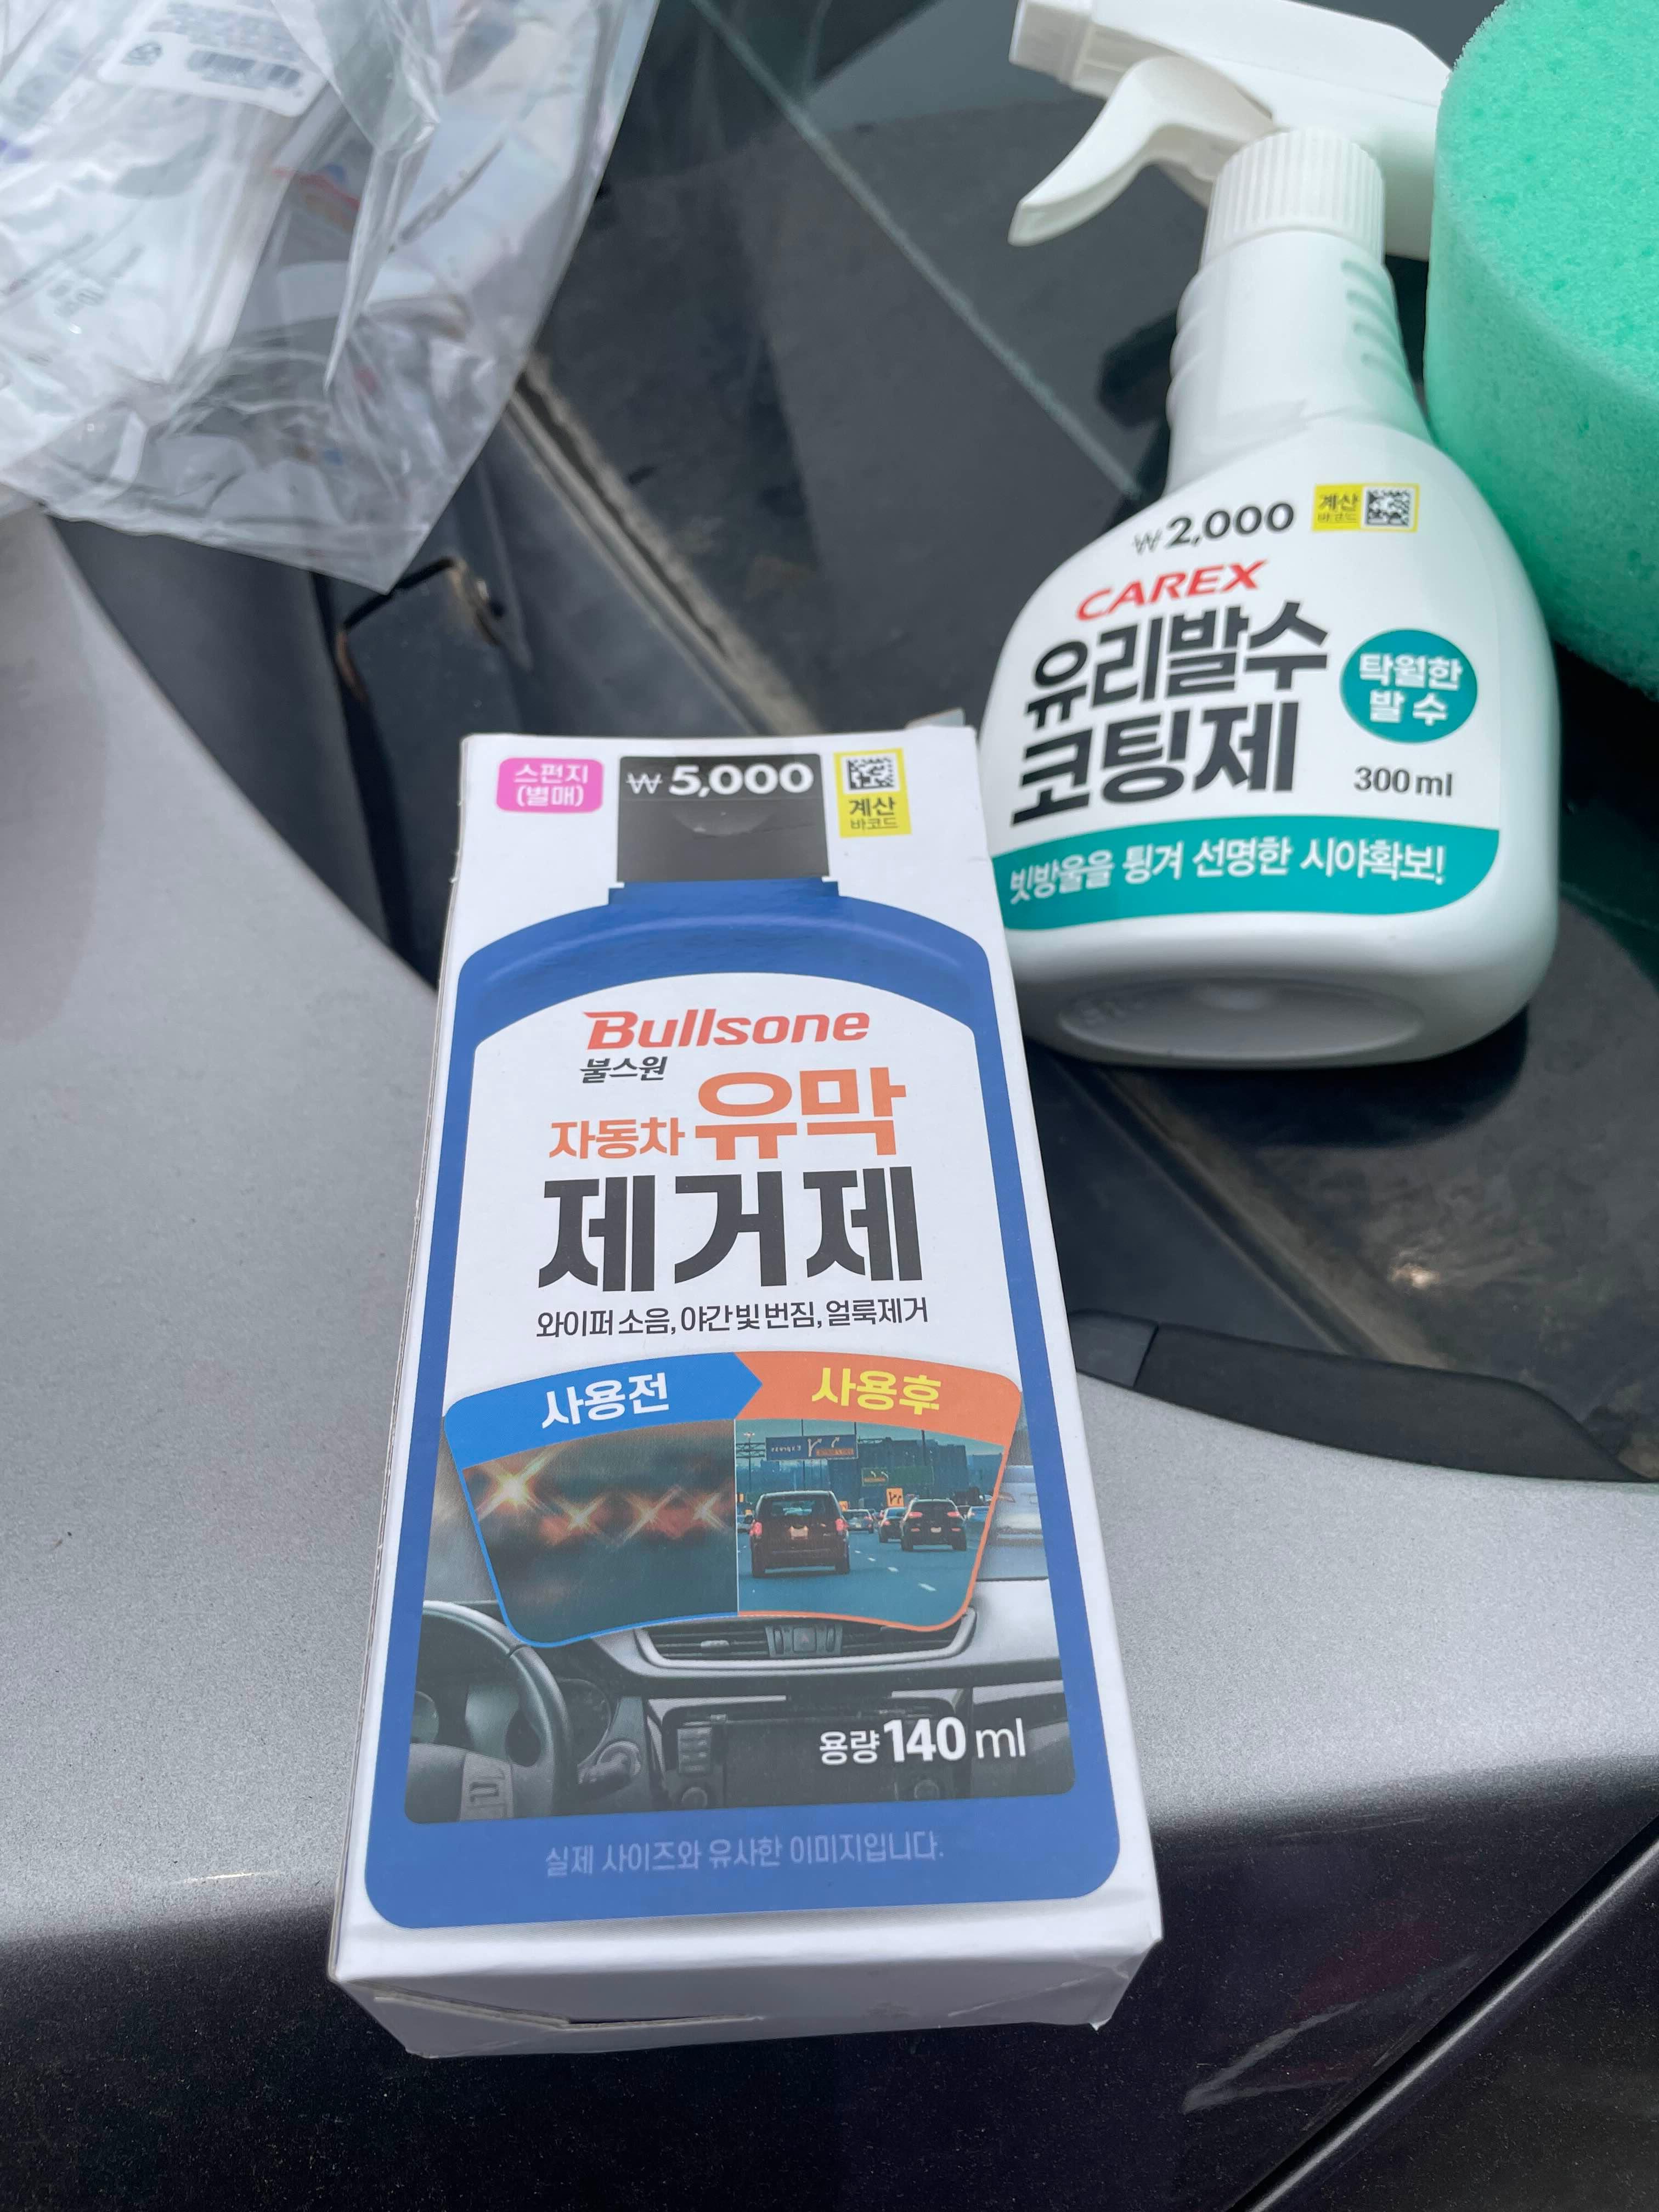 ₩2,000
계산
바코드
CAREX
유리발수
코팅제
탁월한
발 수
300ml
빗방울을 튕겨 선명한 시야확보!
스펀지
(별매)
₩5,000
계산
바코드
Bullsone
불스원
자동차 유막
제거제
와이퍼 소음, 야간 빛 번짐, 얼룩제거
사용전
사용후
용량 140 ml
실제 사이즈와 유사한 이미지입니다.